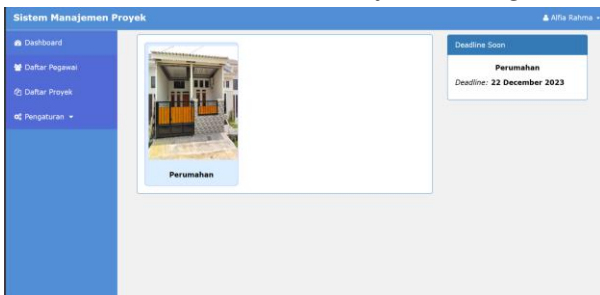 Sistem Manajemen Proyek
Alfia Rahma
Dashboard
Daftar Pegawai
Daftar Proyek
Pengaturan
Perumahan
Deadline Soon
Perumahan
Deadline: 22 December 2023